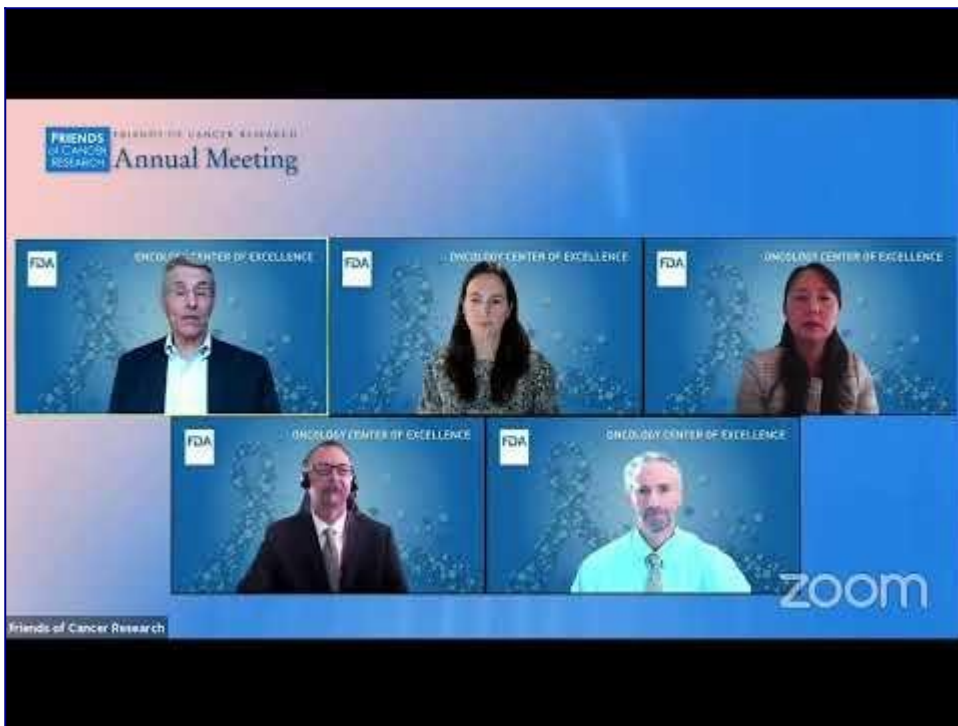 FRIENDS
of CANCER
RESEARCH
FRIENDS OF CANCER RESEARCH
Annual Meeting
FDA
ONCOLOGY CENTER OF EXCELLENCE
FDA
ONCOLOGY CENTER OF EXCELLENCE
FDA
ONCOLOGY CENTER OF EXCELLENCE
FDA
ONCOLOGY CENTER OF EXCELLENCE
FDA
ONCOLOGY CENTER OF EXCELLENCE
zoom
Friends of Cancer Research